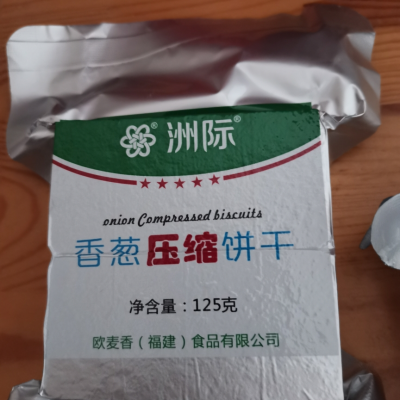 ® 洲际®
onion Compressed biscuits
香葱压缩饼干
净含量：125克
欧麦香（福建）食品有限公司